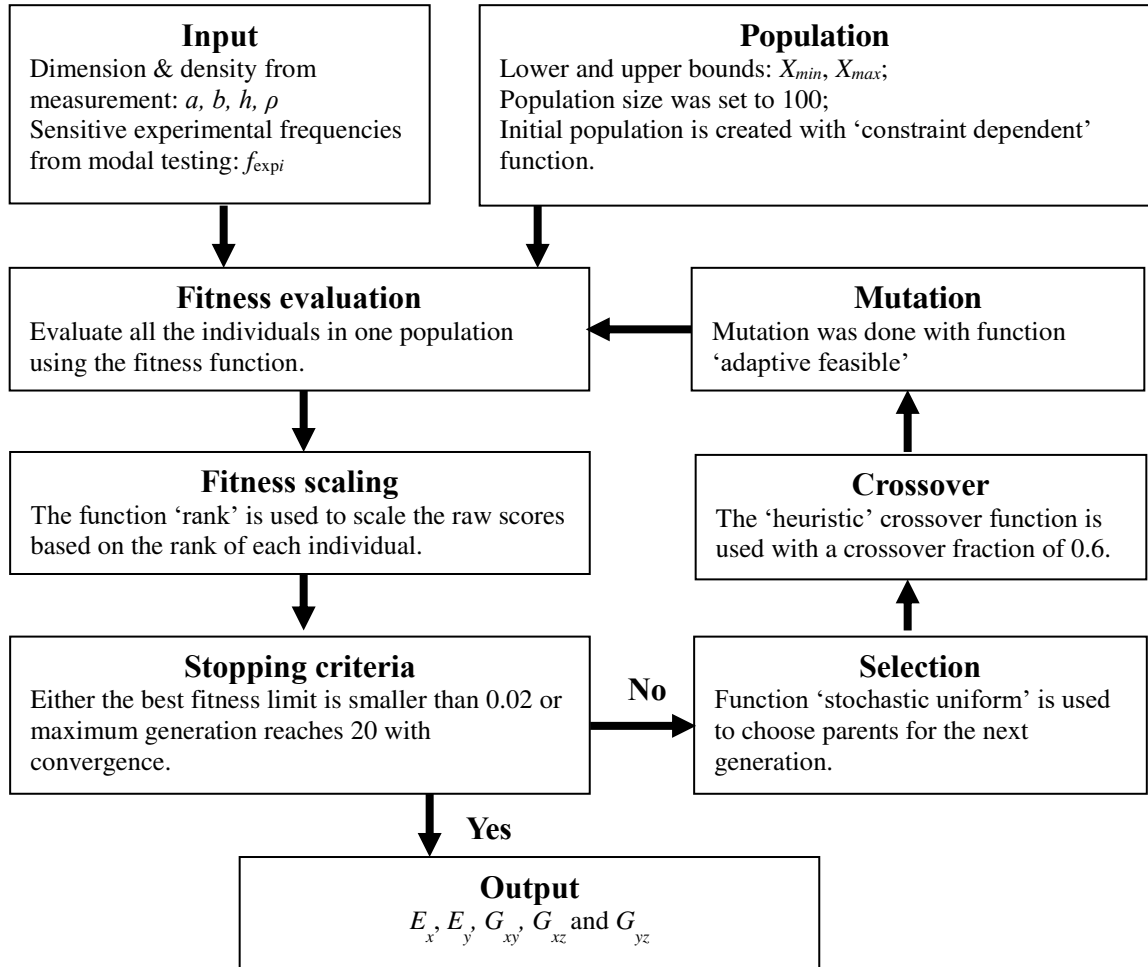 Input
Dimension & density from
measurement: a, b, h, ρ
Sensitive experimental frequencies
from modal testing: fexpi
Population
Lower and upper bounds: Xmin, Xmax;
Population size was set to 100;
Initial population is created with ‘constraint dependent’
function.
Fitness evaluation
Evaluate all the individuals in one population
using the fitness function.
Mutation
Mutation was done with function
‘adaptive feasible’
Fitness scaling
The function ‘rank’ is used to scale the raw scores
based on the rank of each individual.
Crossover
The ‘heuristic’ crossover function is
used with a crossover fraction of 0.6.
Stopping criteria
Either the best fitness limit is smaller than 0.02 or
maximum generation reaches 20 with
convergence.
No
Selection
Function ‘stochastic uniform’ is used
to choose parents for the next
generation.
Yes
Output
Ex, Ey, Gxy, Gxz and Gyz